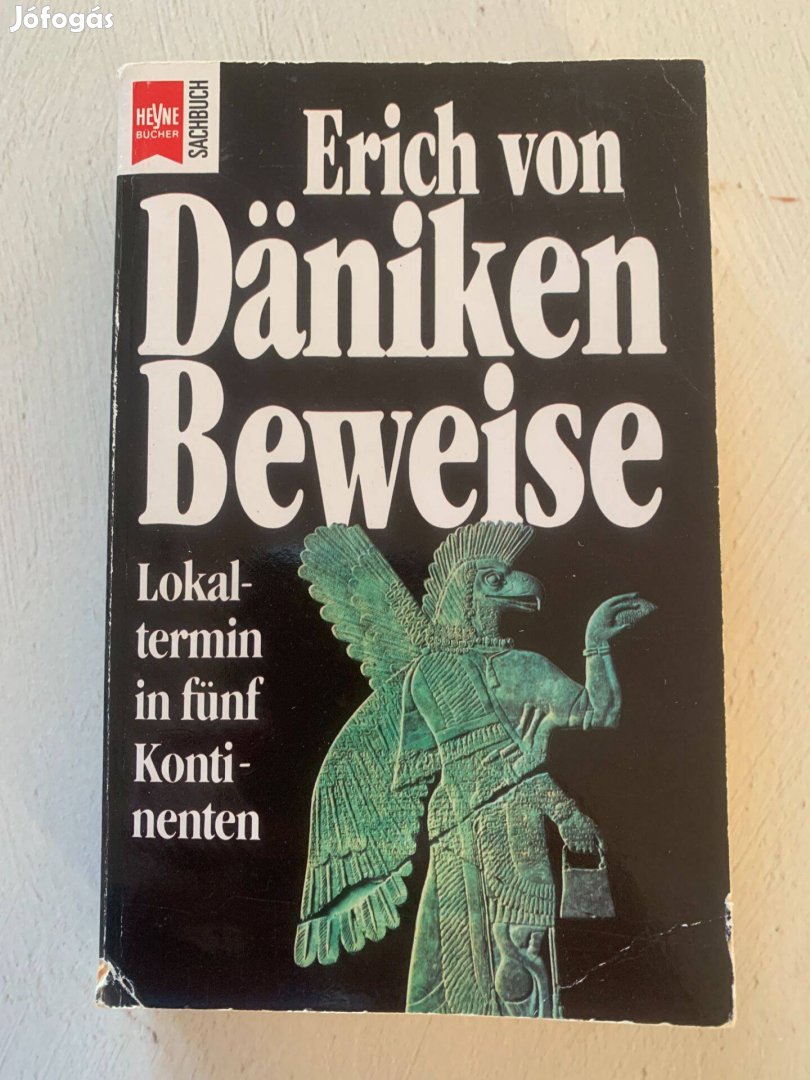 Jófogás
HEYNE
BÜCHER
SACHBUCH
Erich von
Däniken
Beweise
Lokal-
termin
in fünf
Konti-
nenten